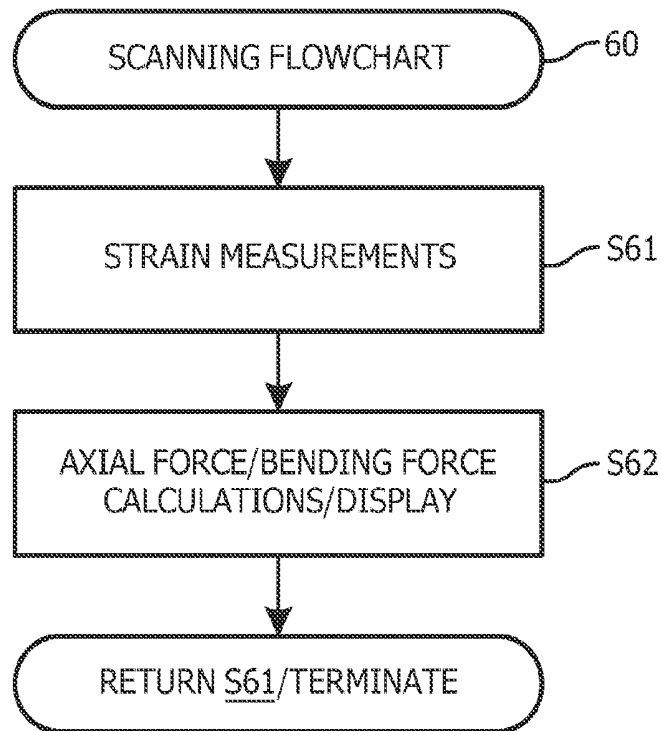 SCANNING FLOWCHART
60
STRAIN MEASUREMENTS
S61
AXIAL FORCE/BENDING FORCE
CALCULATIONS/DISPLAY
S62
RETURN S61/TERMINATE